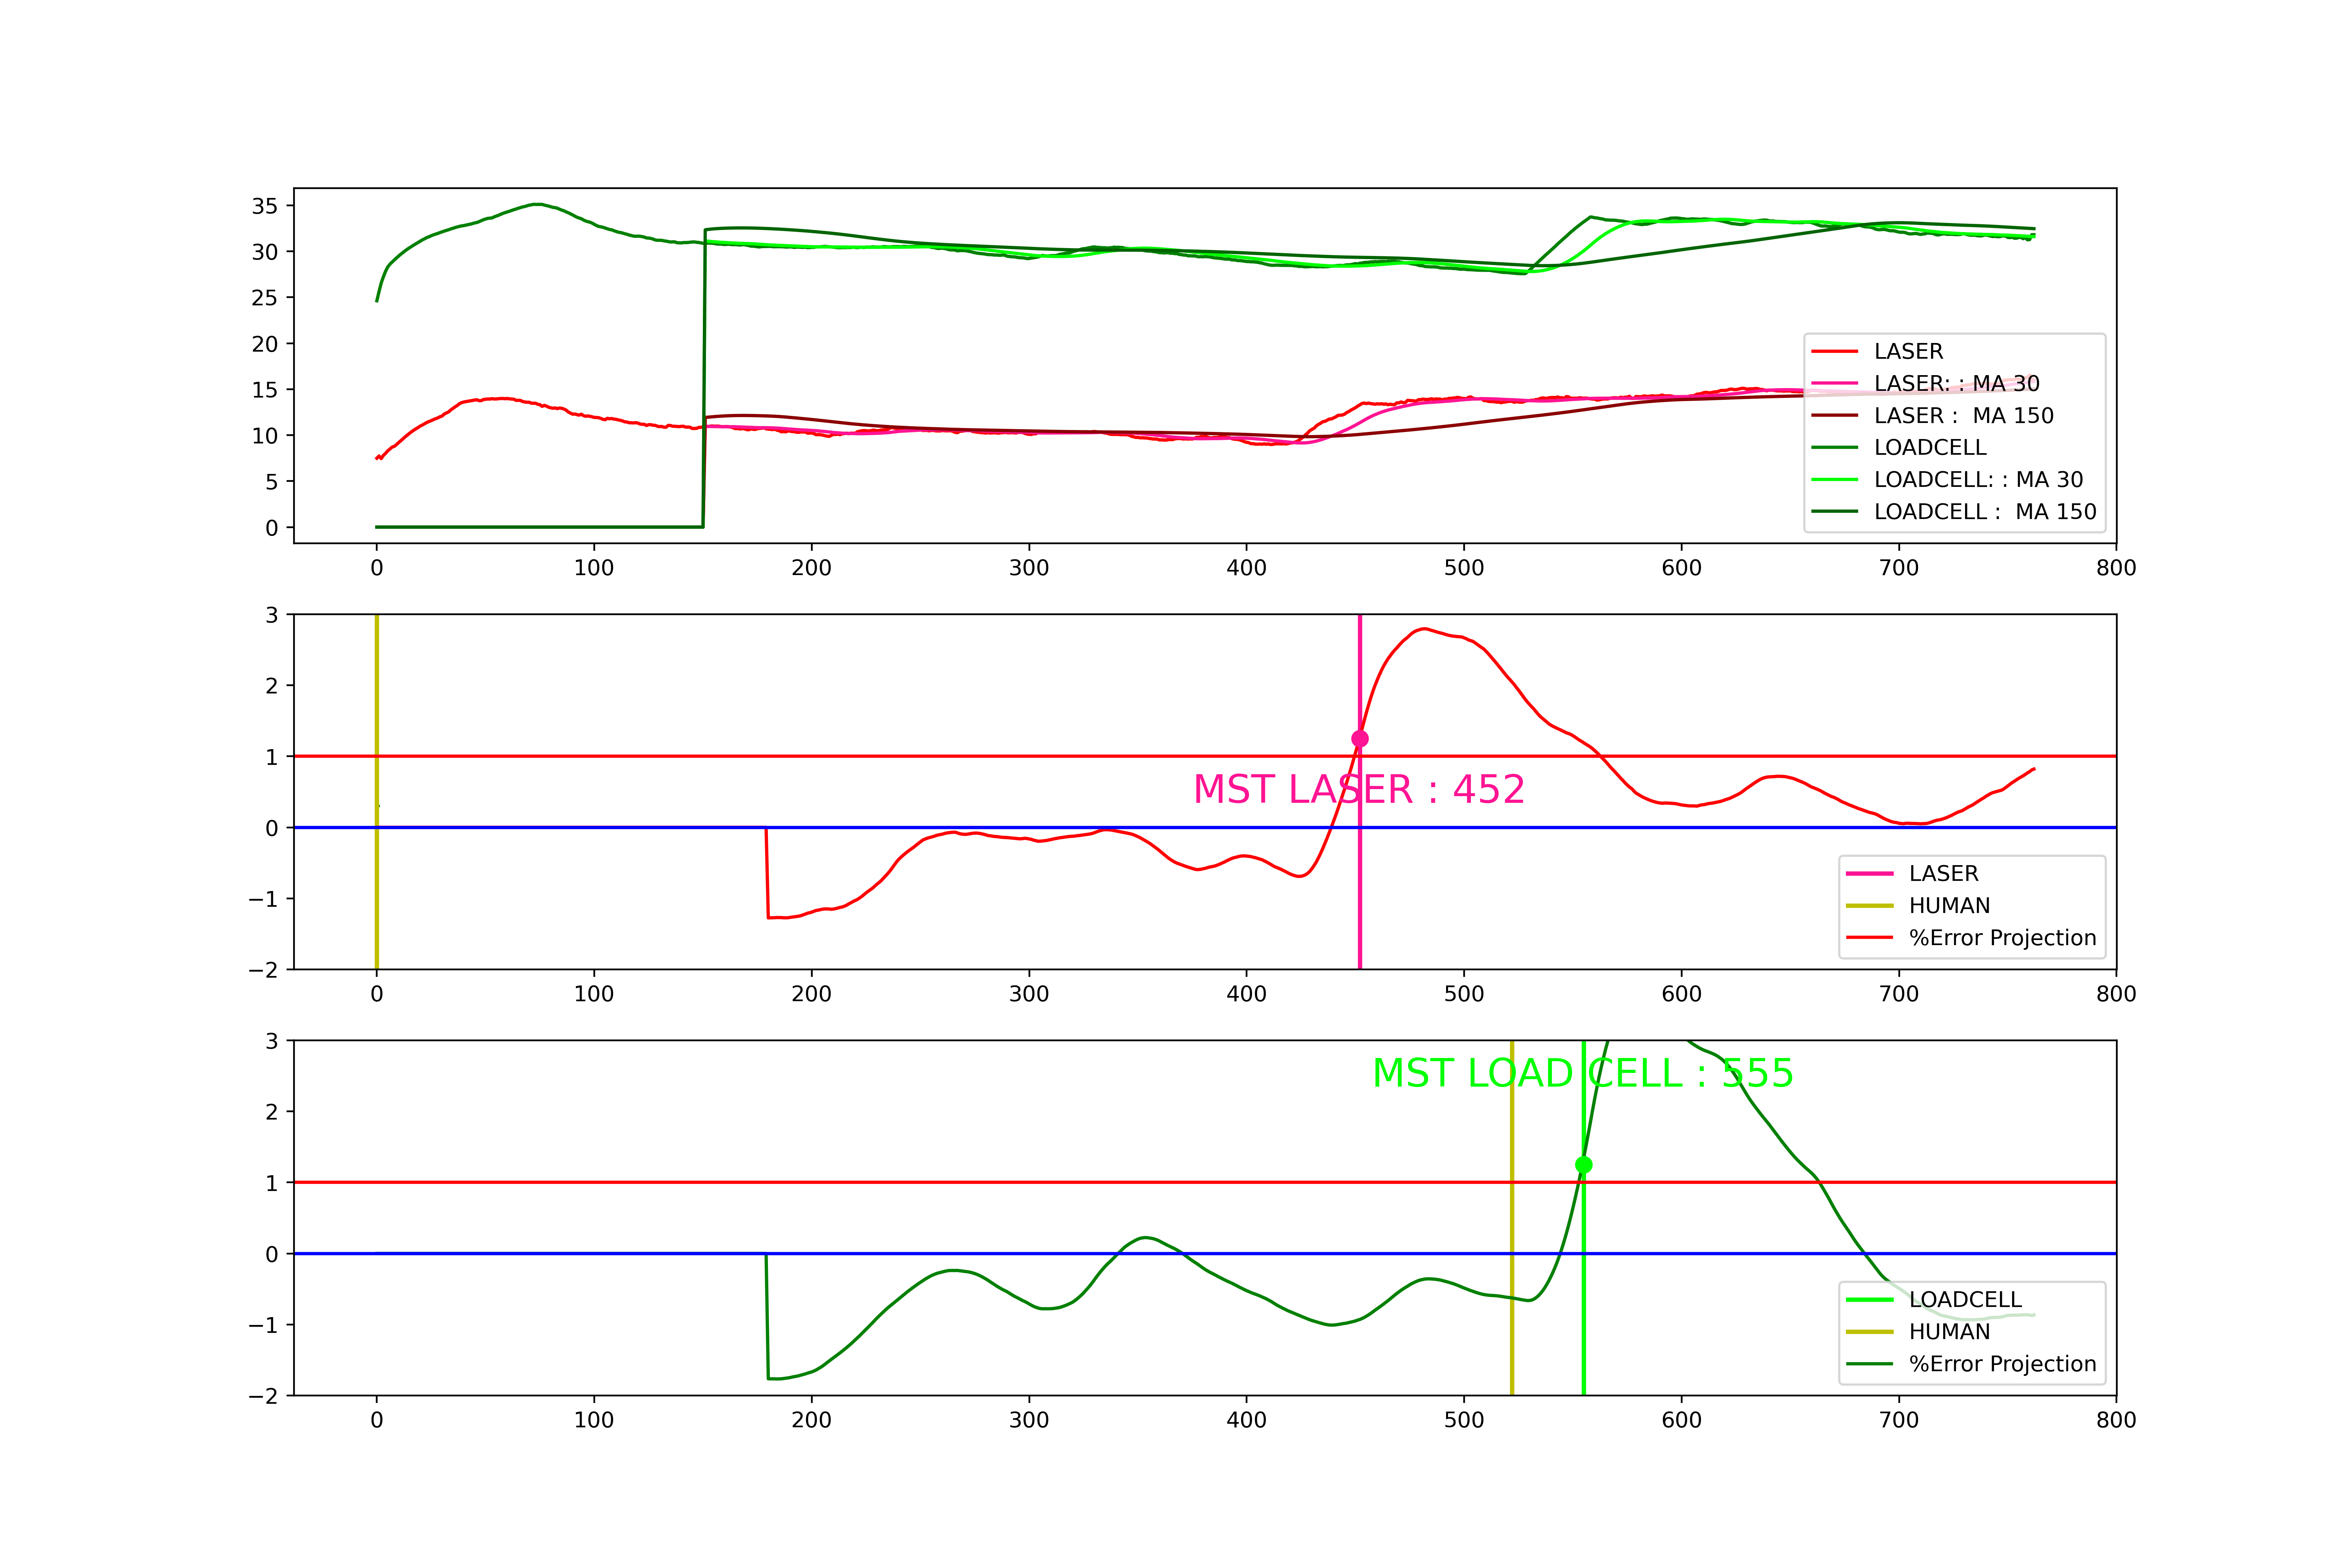 35
30
25
20
15
10
5
0
LASER
LASER: : MA 30
LASER :  MA 150
LOADCELL
LOADCELL: : MA 30
LOADCELL :  MA 150
0 100 200 300 400 500 600 700 800
3
2
1
0
−1
−2
MST LASER : 452
LASER
HUMAN
%Error Projection
0 100 200 300 400 500 600 700 800
3
2
1
0
−1
−2
MST LOAD CELL : 555
LOADCELL
HUMAN
%Error Projection
0 100 200 300 400 500 600 700 800